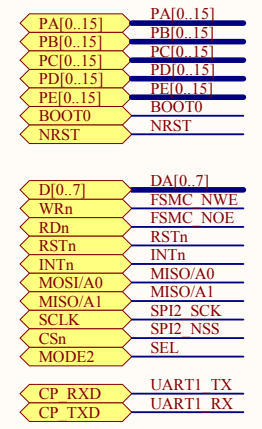 PA[0..15] PA[0..15]
PB[0..15] PB[0..15]
PC[0..15] PC[0..15]
PD[0..15] PD[0..15]
PE[0..15] PE[0..15]
BOOT0 BOOT0
NRST NRST
D[0..7] DA[0..7]
WRn FSMC_NWE
RDn FSMC_NOE
RSTn RSTn
INTn INTn
MOSI/A0 MISO/A0
MISO/A1 MISO/A1
SCLK SPI2_SCK
CSn SPI2_NSS
MODE2 SEL
CP_RXD UART1_TX
CP_TXD UART1_RX